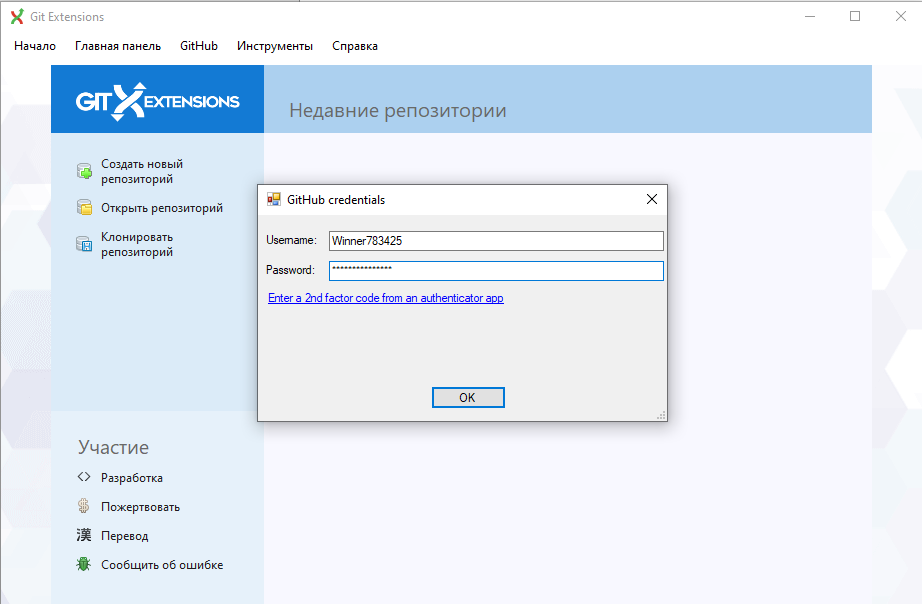 Git Extensions
Начало Главная панель GitHub Инструменты Справка
GIT EXTENSIONS
Недавние репозитории
Создать новый
репозиторий
Открыть репозиторий
Клонировать
репозиторий
GitHub credentials
Username: Winner783425
Password: ***************
Enter a 2nd factor code from an authenticator app
OK
Участие
Разработка
Пожертвовать
漢 Перевод
Сообщить об ошибке